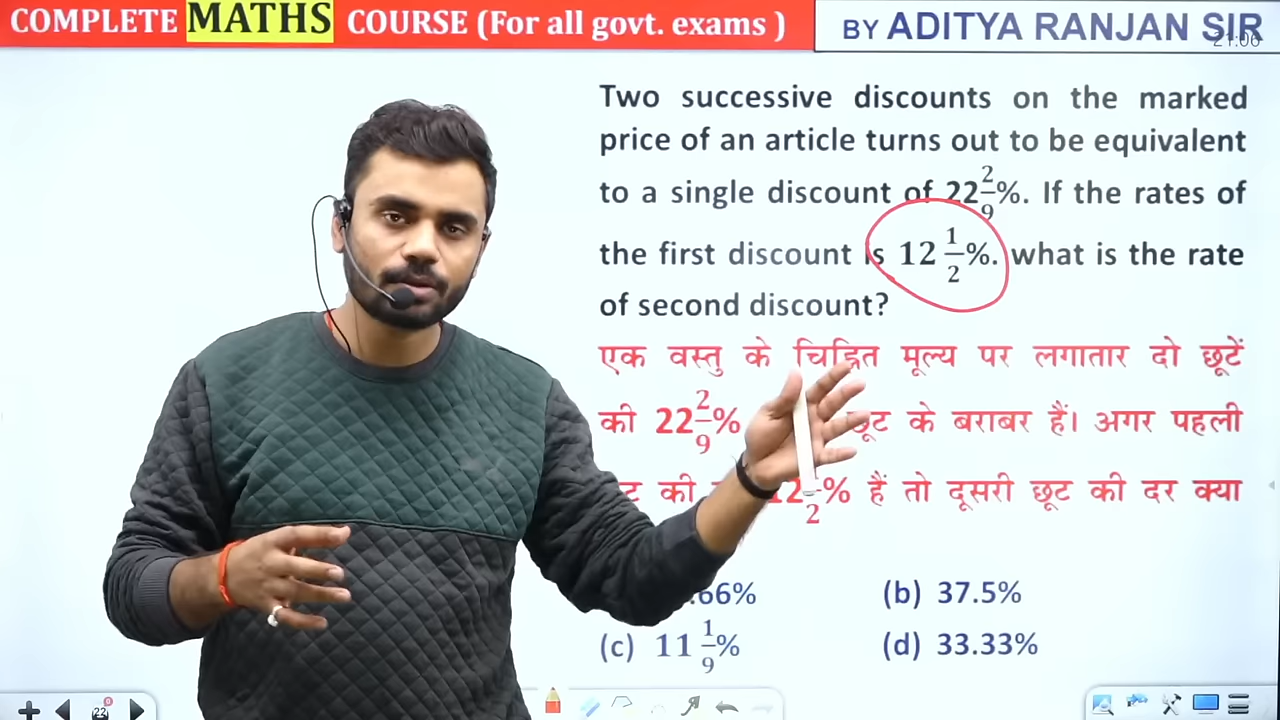 COMPLETE MATHS COURSE (For all govt. exams )
BY ADITYA RANJAN SIR
21:06
Two successive discounts on the marked
price of an article turns out to be equivalent
to a single discount of 22 2/9%. If the rates of
the first discount is 12 1/2%. what is the rate
of second discount?
एक वस्तु के चिह्नित मूल्य पर लगातार दो छूटें
की 22 2/9% छूट के बराबर हैं। अगर पहली
की 12 1/2% हैं तो दूसरी छूट की दर क्या
.66%
(b) 37.5%
(c) 11 1/9%
(d) 33.33%
22